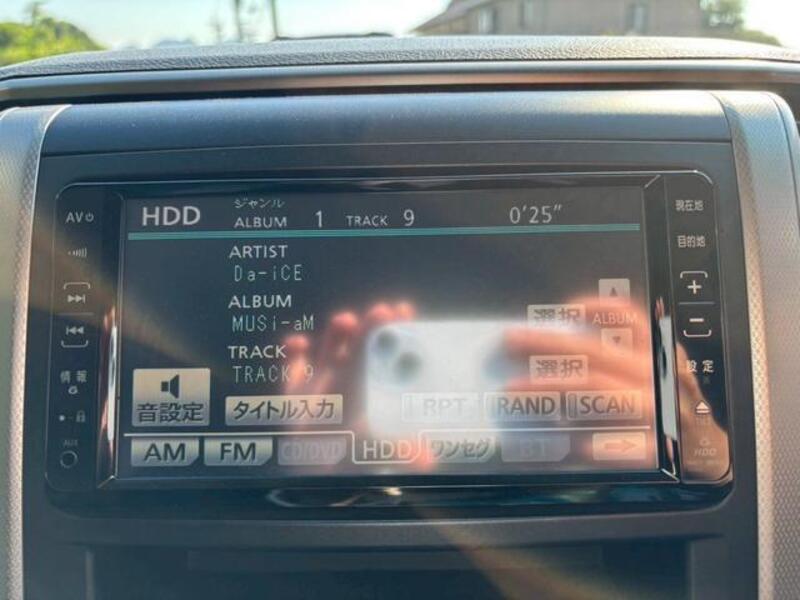 AV
HDD ジャンル
ALBUM 1 TRACK 9 0'25"
現在地
目的地
ARTIST
Da-iCE
ALBUM
MUSi-aM
選択 ALBUM
TRACK
TRACK 9
選択
情報
設定
音設定
タイトル入力
RPT RAND SCAN
AM FM CD/DVD HDD ワンセグ BT
AUX
HDD